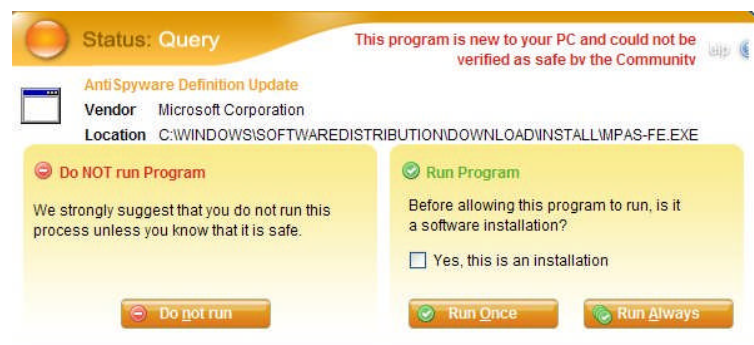 Status: Query
This program is new to your PC and could not be
verified as safe by the Community
AntiSpyware Definition Update
Vendor Microsoft Corporation
Location C:\WINDOWS\SOFTWAREDISTRIBUTION\DOWNLOAD\INSTALL\MPAS-FE.EXE
Do NOT run Program
We strongly suggest that you do not run this
process unless you know that it is safe.
Do not run
Run Program
Before allowing this program to run, is it
a software installation?
Yes, this is an installation
Run Once
Run Always